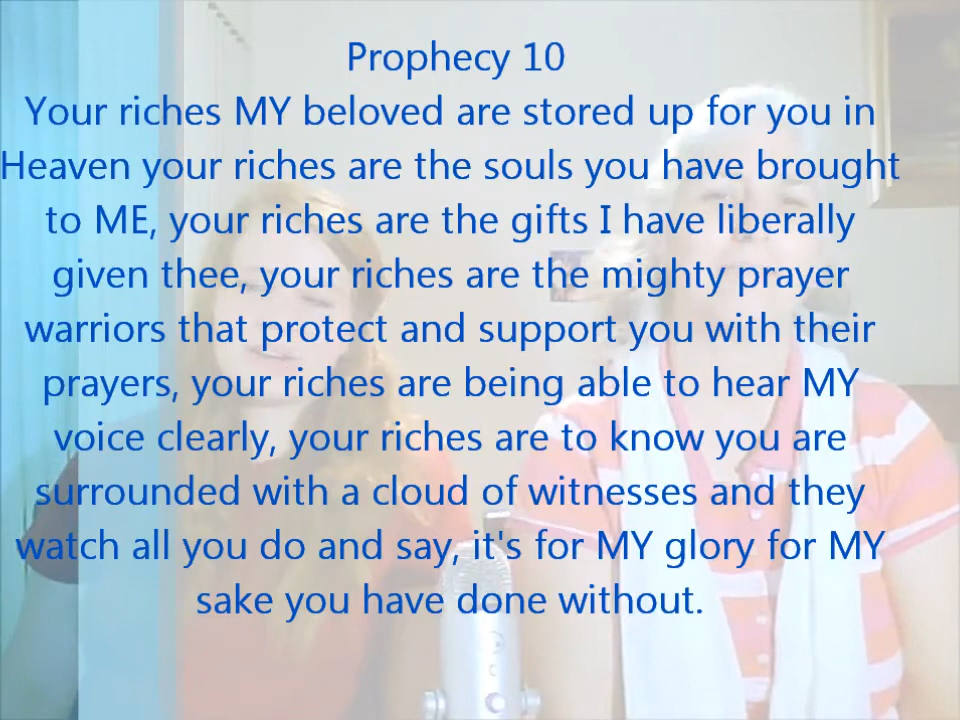 Prophecy 10
Your riches MY beloved are stored up for you in
Heaven your riches are the souls you have brought
to ME, your riches are the gifts I have liberally
given thee, your riches are the mighty prayer
warriors that protect and support you with their
prayers, your riches are being able to hear MY
voice clearly, your riches are to know you are
surrounded with a cloud of witnesses and they
watch all you do and say, it's for MY glory for MY
sake you have done without.